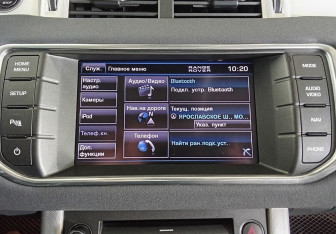 HOME
MENU
SETUP
MODE
AUDIO
VIDEO
NAV
PHONE
Служ.
Главное меню
RANGE
ROVER
10:20
Настр.
аудио
Камеры
iPod
Телеф.кн.
Доп.
функции
Аудио/Видео
Нав.на дороге
Телефон
Bluetooth
Подкл. устр. Bluetooth
Текущ. позиция
ЯРОСЛАВСКОЕ Ш., МО...
Указ. пункт
Найти ран.подк.уст.